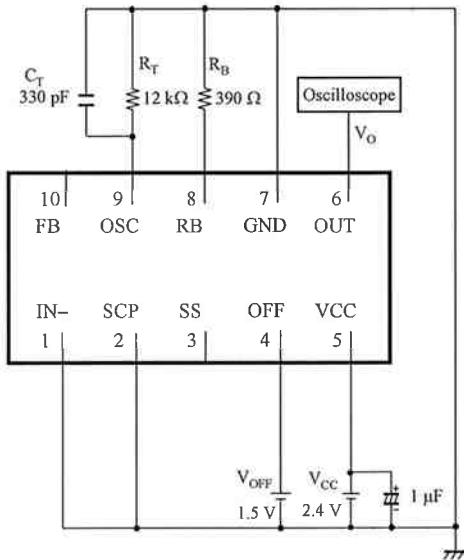 C_T
330 pF
R_T
12 kΩ
R_B
390 Ω
Oscilloscope
V_O
10 9 8 7 6
FB OSC RB GND OUT
IN− SCP SS OFF VCC
1 2 3 4 5
V_OFF
1.5 V
V_CC
2.4 V
+
−
1 μF